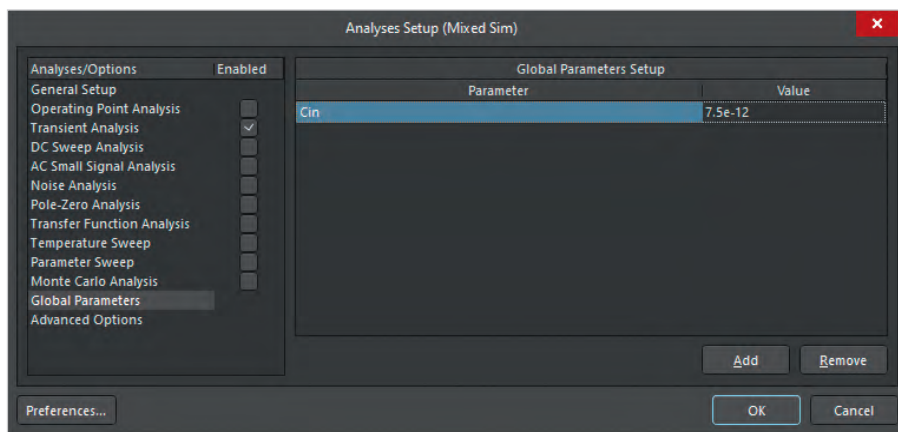 Analyses Setup (Mixed Sim)
Analyses/Options Enabled
General Setup
Operating Point Analysis
Transient Analysis
DC Sweep Analysis
AC Small Signal Analysis
Noise Analysis
Pole-Zero Analysis
Transfer Function Analysis
Temperature Sweep
Parameter Sweep
Monte Carlo Analysis
Global Parameters
Advanced Options
Global Parameters Setup
Parameter Value
Cin 7.5e-12
Add Remove
Preferences... OK Cancel